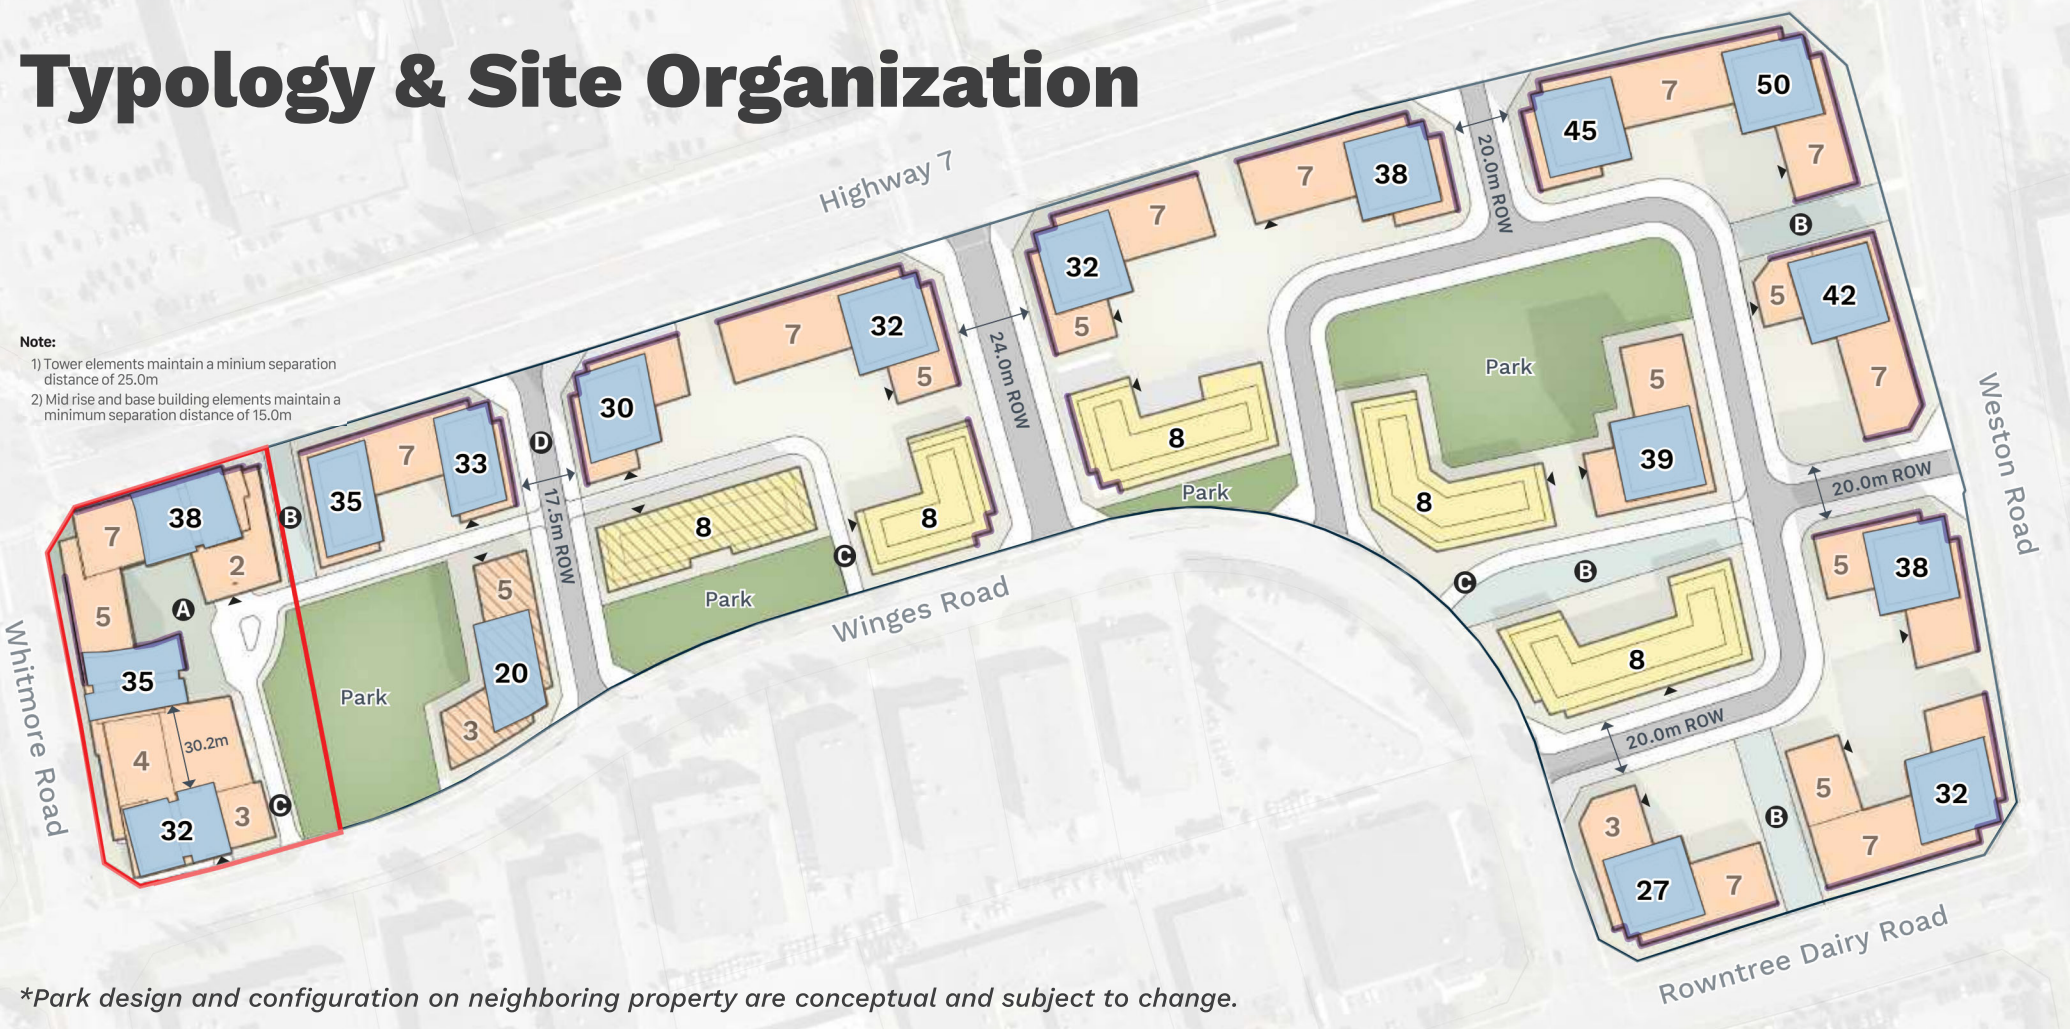 Typology & Site Organization
Highway 7
Note:
1) Tower elements maintain a minium separation
distance of 25.0m
2) Mid rise and base building elements maintain a
minimum separation distance of 15.0m
7
38
2
5
A
35
4
30.2m
32
3
C
B
35
7
33
Park
5
20
3
D
17.5m ROW
30
7
32
5
8
Park
C
8
24.0m ROW
32
7
5
8
Park
7
38
20.0m ROW
45
7
50
7
B
5
42
7
Park
5
39
8
20.0m ROW
C
B
8
5
38
20.0m ROW
3
27
7
B
5
7
32
Whitmore Road
Winges Road
Weston Road
Rowntree Dairy Road
*Park design and configuration on neighboring property are conceptual and subject to change.